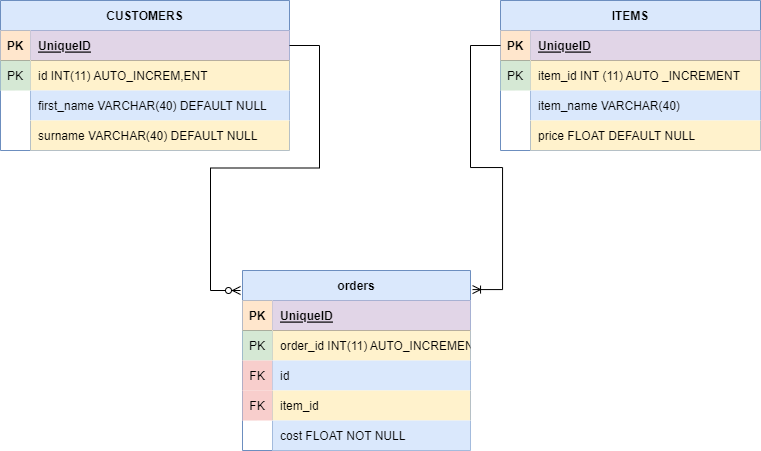 CUSTOMERS
PK UniqueID
PK id INT(11) AUTO_INCREM,ENT
first_name VARCHAR(40) DEFAULT NULL
surname VARCHAR(40) DEFAULT NULL
ITEMS
PK UniqueID
PK item_id INT (11) AUTO _INCREMENT
item_name VARCHAR(40)
price FLOAT DEFAULT NULL
orders
PK UniqueID
PK order_id INT(11) AUTO_INCREMEN
FK id
FK item_id
cost FLOAT NOT NULL